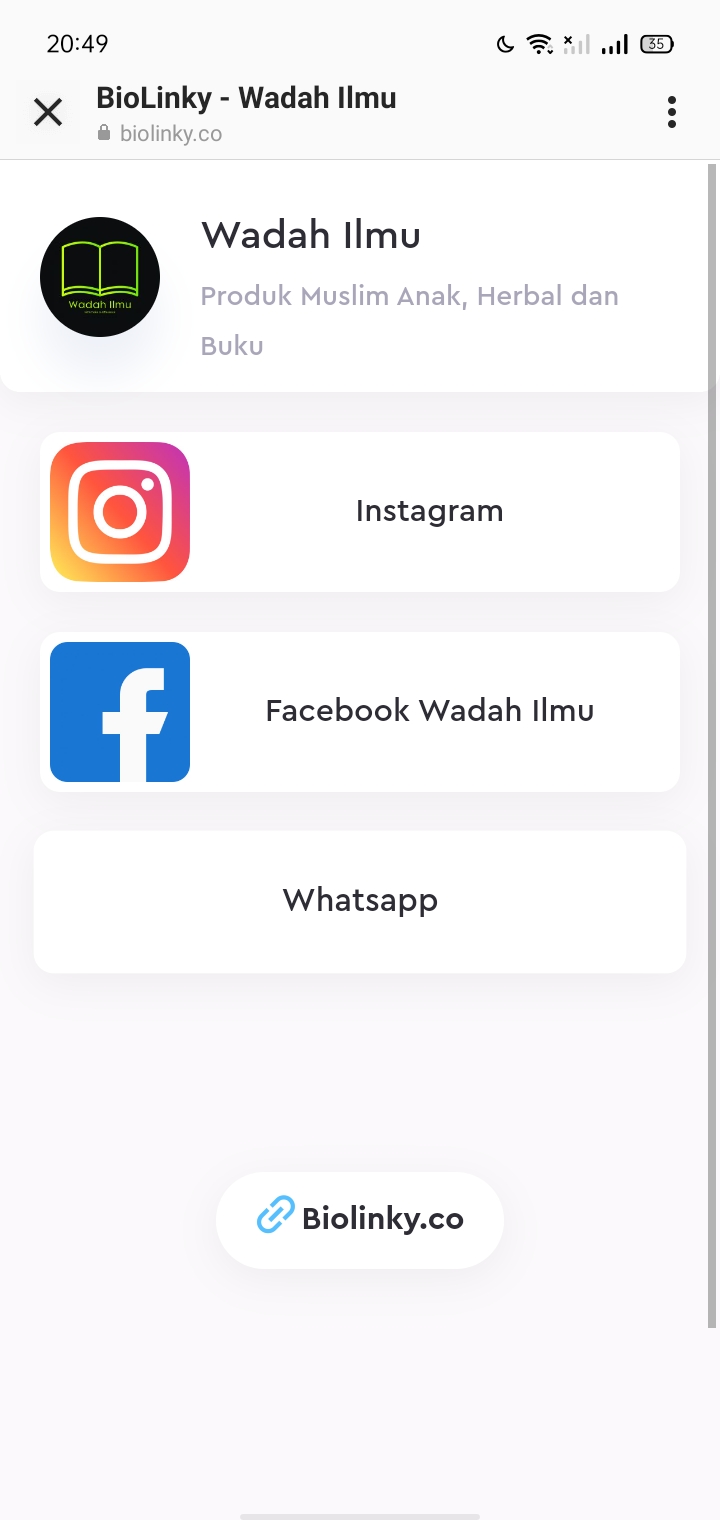 20:49
35
BioLinky - Wadah Ilmu
biolinky.co
Wadah Ilmu
Wadah Ilmu
Produk Muslim Anak, Herbal dan
Buku
Instagram
Facebook Wadah Ilmu
Whatsapp
Biolinky.co